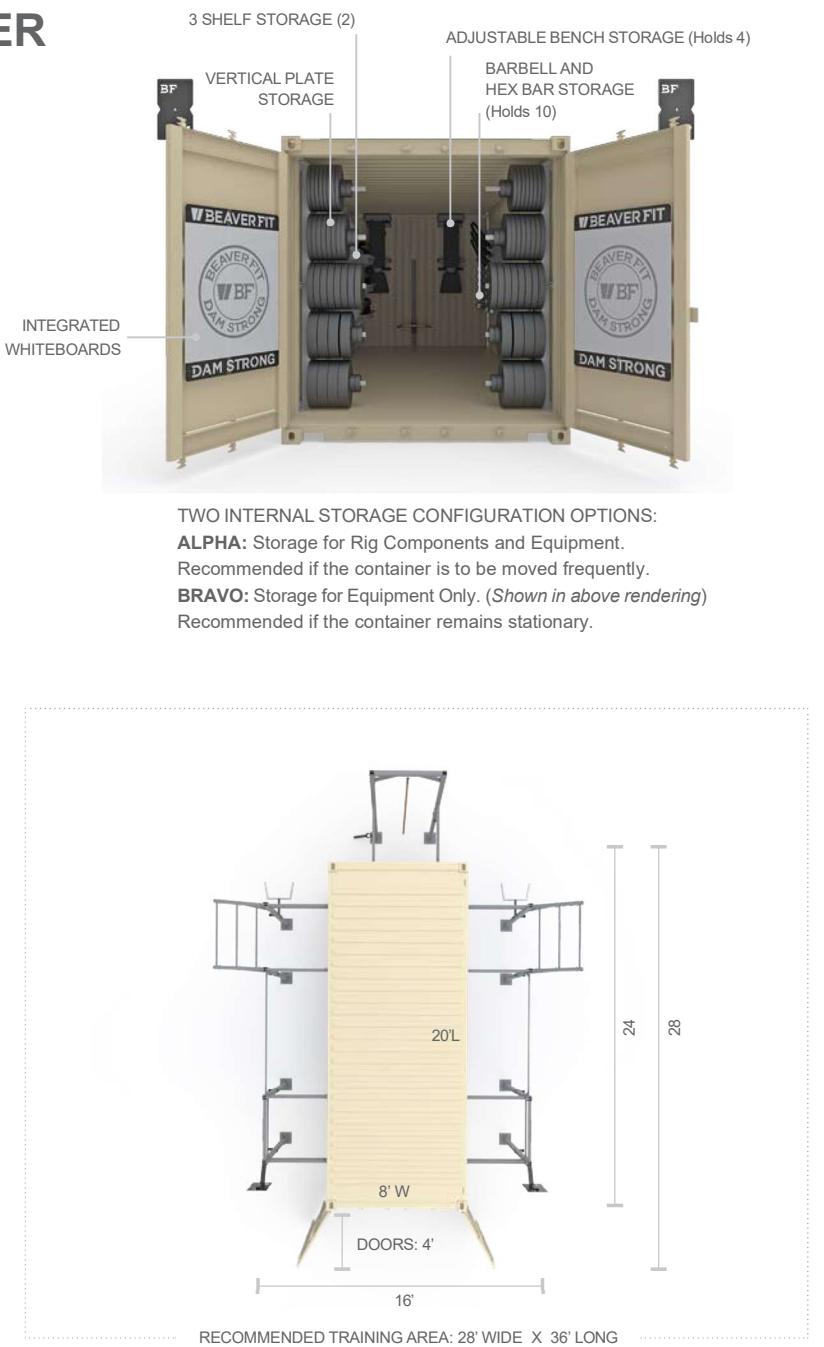 ER
3 SHELF STORAGE (2)
ADJUSTABLE BENCH STORAGE (Holds 4)
VERTICAL PLATE
STORAGE
BARBELL AND
HEX BAR STORAGE
(Holds 10)
BF
BF
BEAVER FIT
BEAVER FIT
BEAVER FIT
BF
DAM STRONG
BEAVER FIT
BF
DAM STRONG
INTEGRATED
WHITEBOARDS
DAM STRONG
DAM STRONG
TWO INTERNAL STORAGE CONFIGURATION OPTIONS:
ALPHA: Storage for Rig Components and Equipment.
Recommended if the container is to be moved frequently.
BRAVO: Storage for Equipment Only. (Shown in above rendering)
Recommended if the container remains stationary.
24
28
20'L
8' W
DOORS: 4'
16'
RECOMMENDED TRAINING AREA: 28' WIDE X 36' LONG